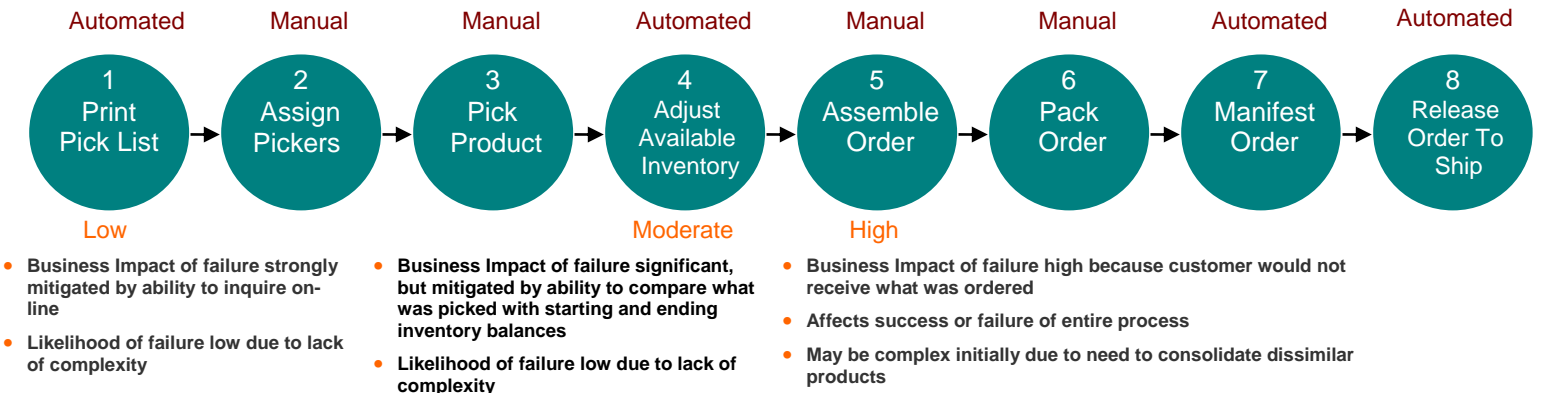 Automated Manual Manual Automated Manual Manual Automated Automated
1
Print
Pick List
2
Assign
Pickers
3
Pick
Product
4
Adjust
Available
Inventory
5
Assemble
Order
6
Pack
Order
7
Manifest
Order
8
Release
Order To
Ship
Low
• Business Impact of failure strongly
mitigated by ability to inquire on-
line
• Likelihood of failure low due to lack
of complexity
Moderate
• Business Impact of failure significant,
but mitigated by ability to compare what
was picked with starting and ending
inventory balances
• Likelihood of failure low due to lack of
complexity
High
• Business Impact of failure high because customer would not
receive what was ordered
• Affects success or failure of entire process
• May be complex initially due to need to consolidate dissimilar
products